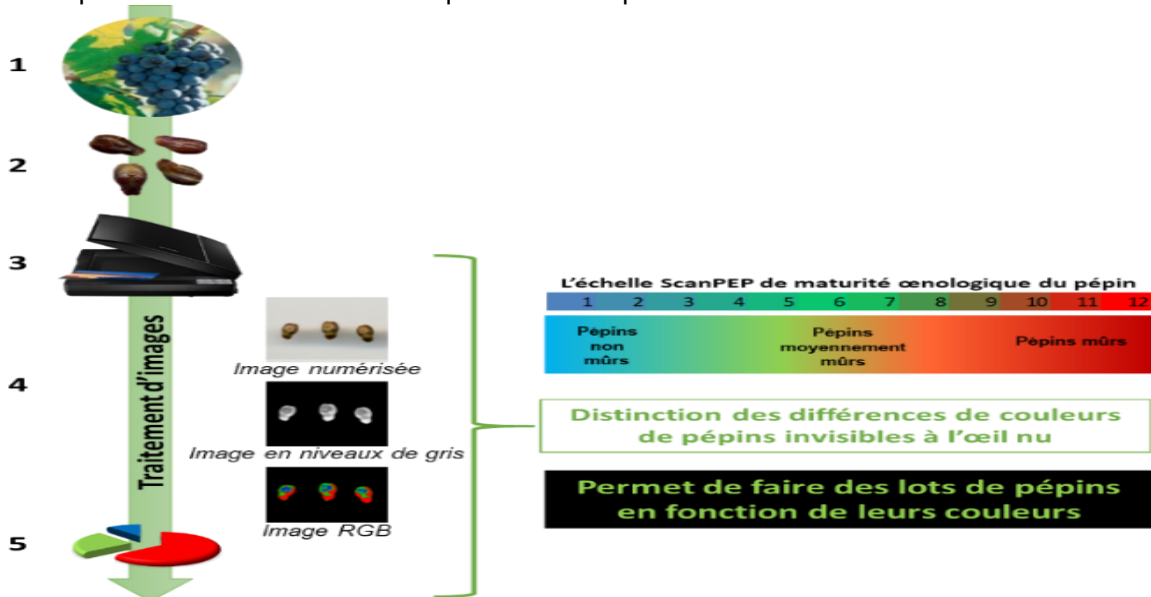 1
2
3
4
5
Traitement d'images
Image numérisée
Image en niveaux de gris
Image RGB
L'échelle ScanPEP de maturité œnologique du pépin
1 2 3 4 5 6 7 8 9 10 11 12
Pépins
non
mûrs
Pépins
moyennement
mûrs
Pépins mûrs
Distinction des différences de couleurs
de pépins invisibles à l'œil nu
Permet de faire des lots de pépins
en fonction de leurs couleurs